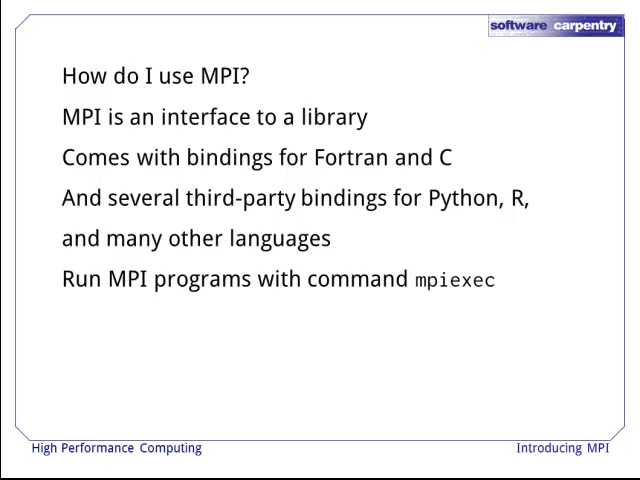 software carpentry
How do I use MPI?
MPI is an interface to a library
Comes with bindings for Fortran and C
And several third-party bindings for Python, R,
and many other languages
Run MPI programs with command mpiexec
High Performance Computing
Introducing MPI